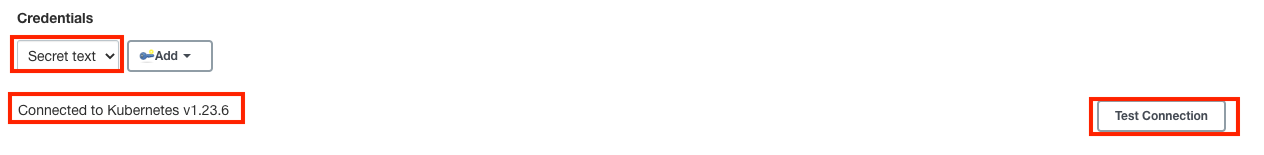 Credentials
Secret text
Add
Connected to Kubernetes v1.23.6
Test Connection